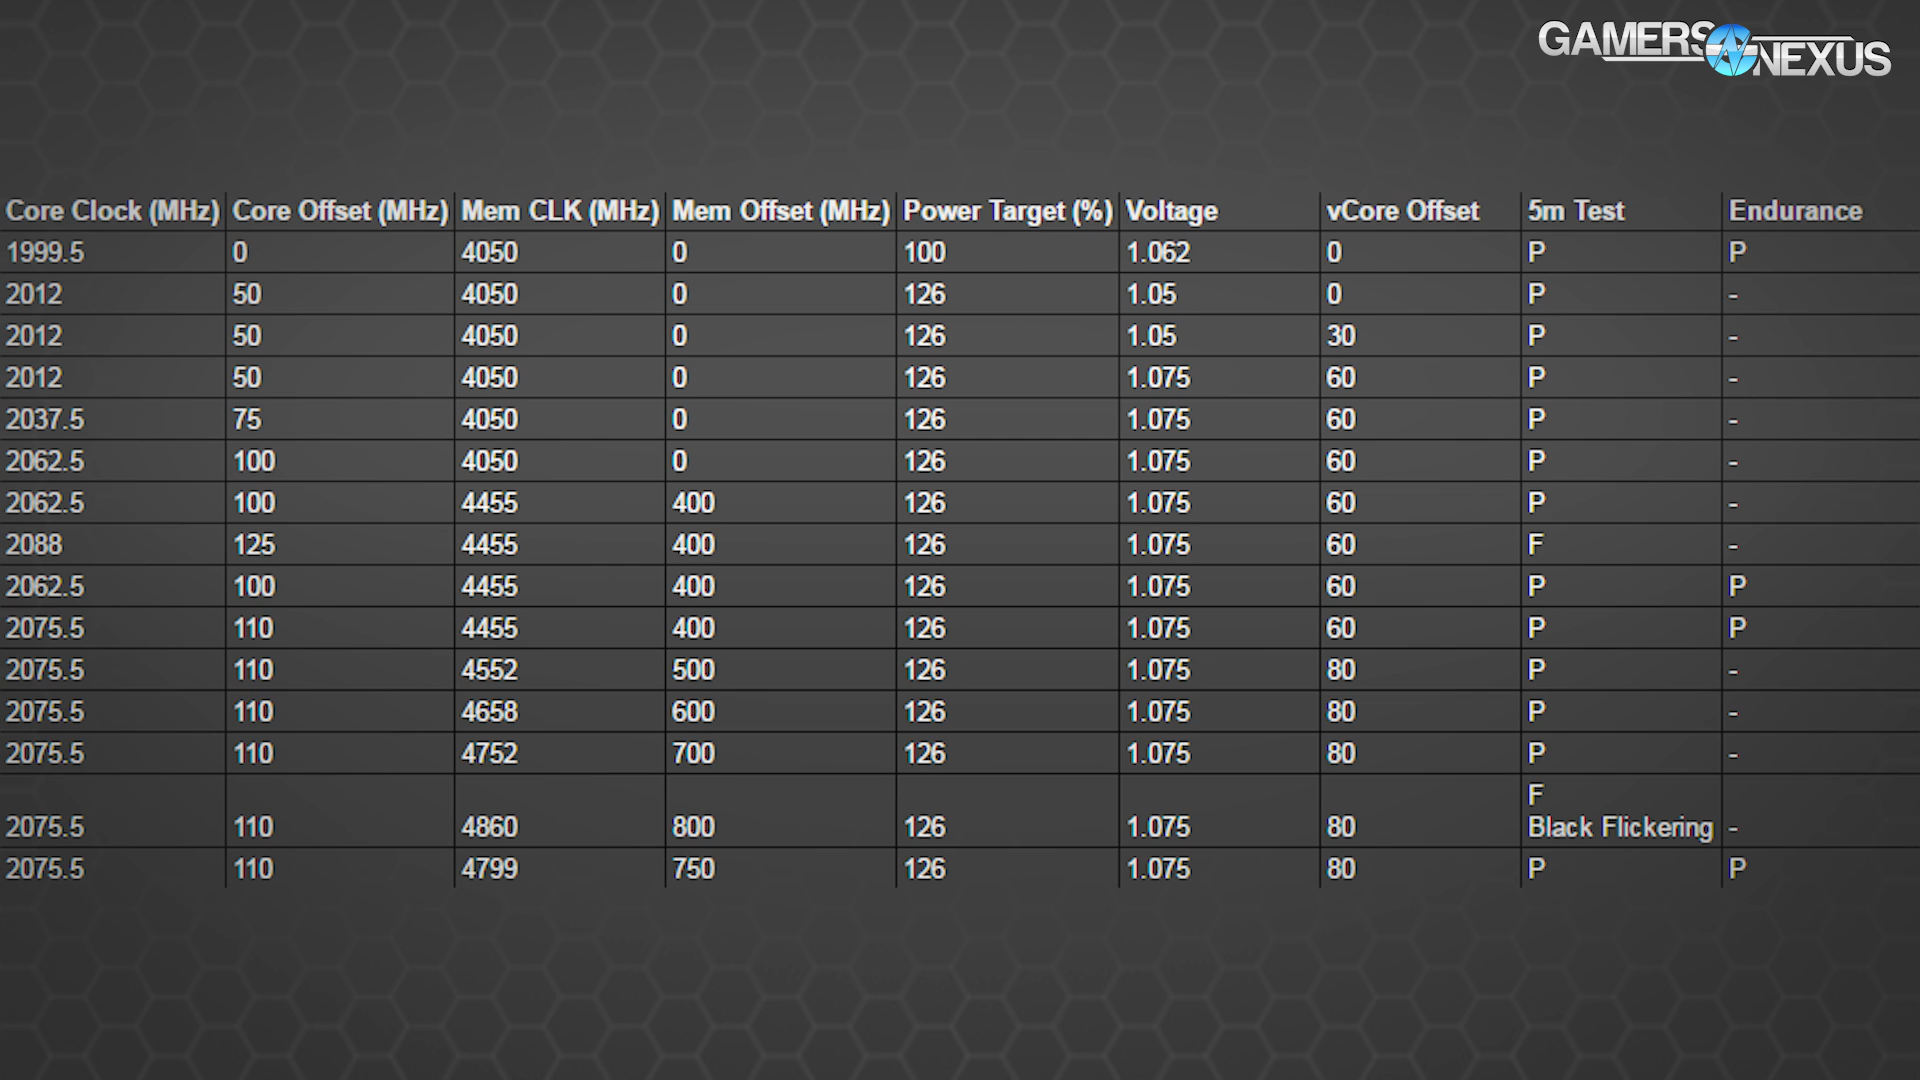 GAMERS NEXUS
Core Clock (MHz) Core Offset (MHz) Mem CLK (MHz) Mem Offset (MHz) Power Target (%) Voltage vCore Offset 5m Test Endurance
1999.5 0 4050 0 100 1.062 0 P P
2012 50 4050 0 126 1.05 0 P -
2012 50 4050 0 126 1.05 30 P -
2012 50 4050 0 126 1.075 60 P -
2037.5 75 4050 0 126 1.075 60 P -
2062.5 100 4050 0 126 1.075 60 P -
2062.5 100 4455 400 126 1.075 60 P -
2088 125 4455 400 126 1.075 60 F -
2062.5 100 4455 400 126 1.075 60 P P
2075.5 110 4455 400 126 1.075 60 P P
2075.5 110 4552 500 126 1.075 80 P -
2075.5 110 4658 600 126 1.075 80 P -
2075.5 110 4752 700 126 1.075 80 P -
F
2075.5 110 4860 800 126 1.075 80 Black Flickering -
2075.5 110 4799 750 126 1.075 80 P P